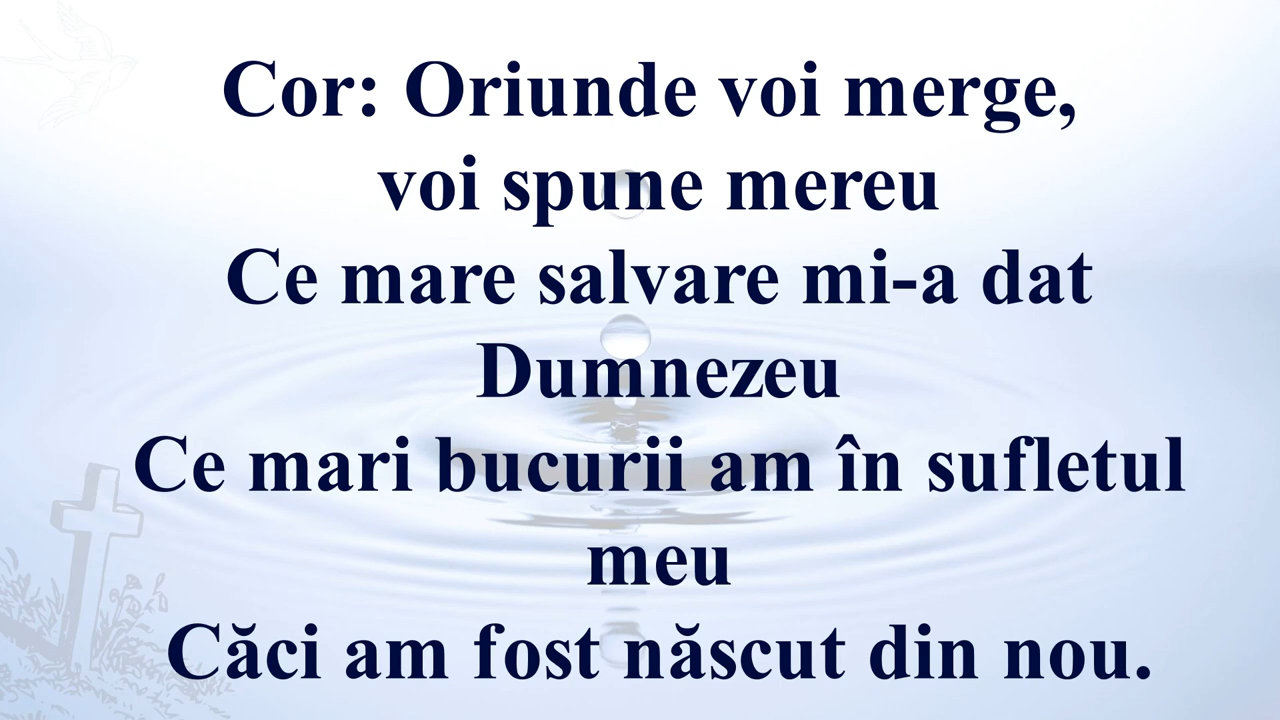 Cor: Oriunde voi merge,
voi spune mereu
Ce mare salvare mi-a dat
Dumnezeu
Ce mari bucurii am în sufletul
meu
Căci am fost născut din nou.